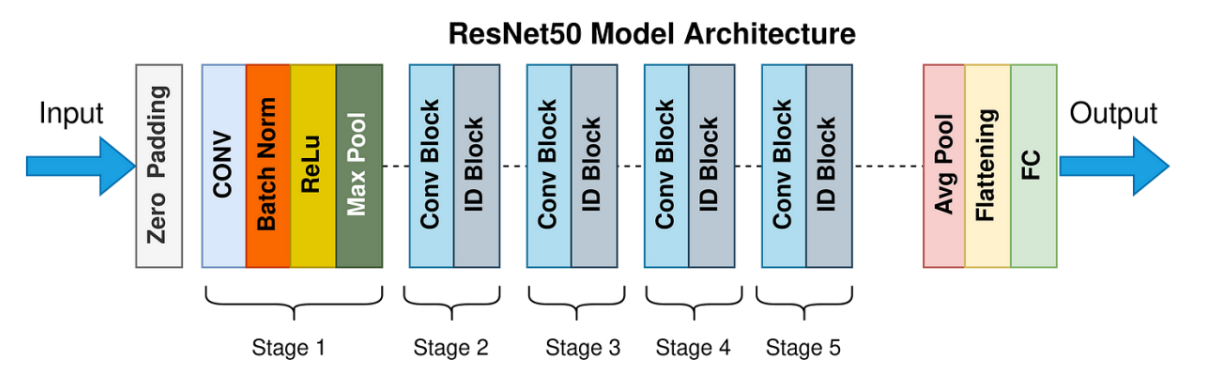 ResNet50 Model Architecture
Input
Zero Padding
CONV
Batch Norm
ReLu
Max Pool
Conv Block
ID Block
Conv Block
ID Block
Conv Block
ID Block
Conv Block
ID Block
Avg Pool
Flattening
FC
Output
Stage 1
Stage 2
Stage 3
Stage 4
Stage 5